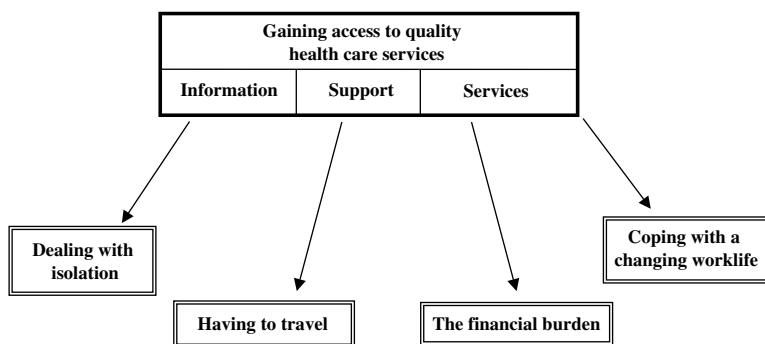 Gaining access to quality
health care services
Information
Support
Services
Dealing with
isolation
Coping with a
changing worklife
Having to travel
The financial burden